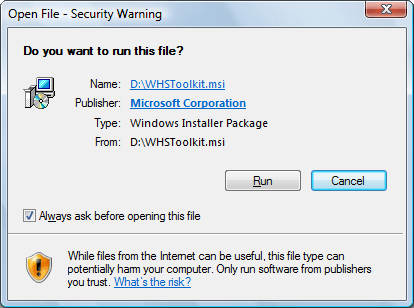 Open File - Security Warning
Do you want to run this file?
Name: D:\WHSToolkit.msi
Publisher: Microsoft Corporation
Type: Windows Installer Package
From: D:\WHSToolkit.msi
Run Cancel
Always ask before opening this file
While files from the Internet can be useful, this file type can
potentially harm your computer. Only run software from publishers
you trust. What's the risk?